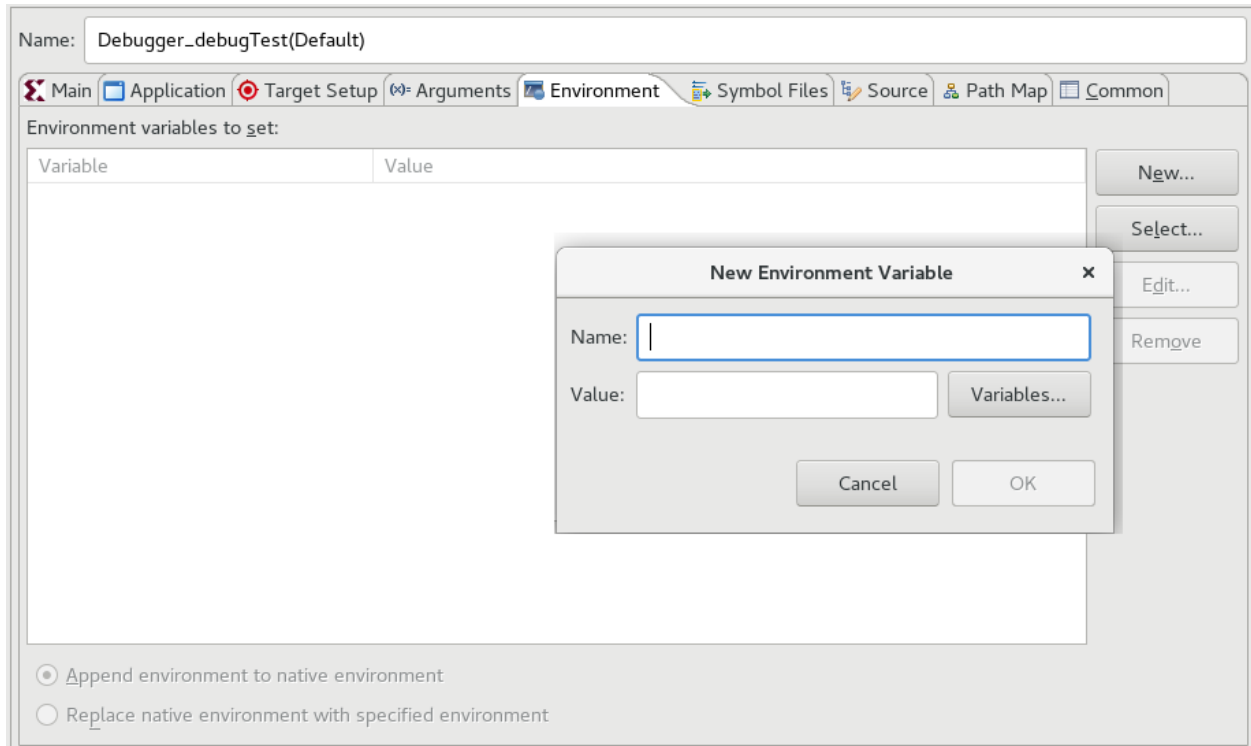 Name: Debugger_debugTest(Default)
Main Application Target Setup (x)= Arguments Environment Symbol Files Source Path Map Common
Environment variables to set:
Variable Value
New...
Select...
Edit...
Remove
New Environment Variable ×
Name:
Value: Variables...
Cancel OK
Append environment to native environment
Replace native environment with specified environment